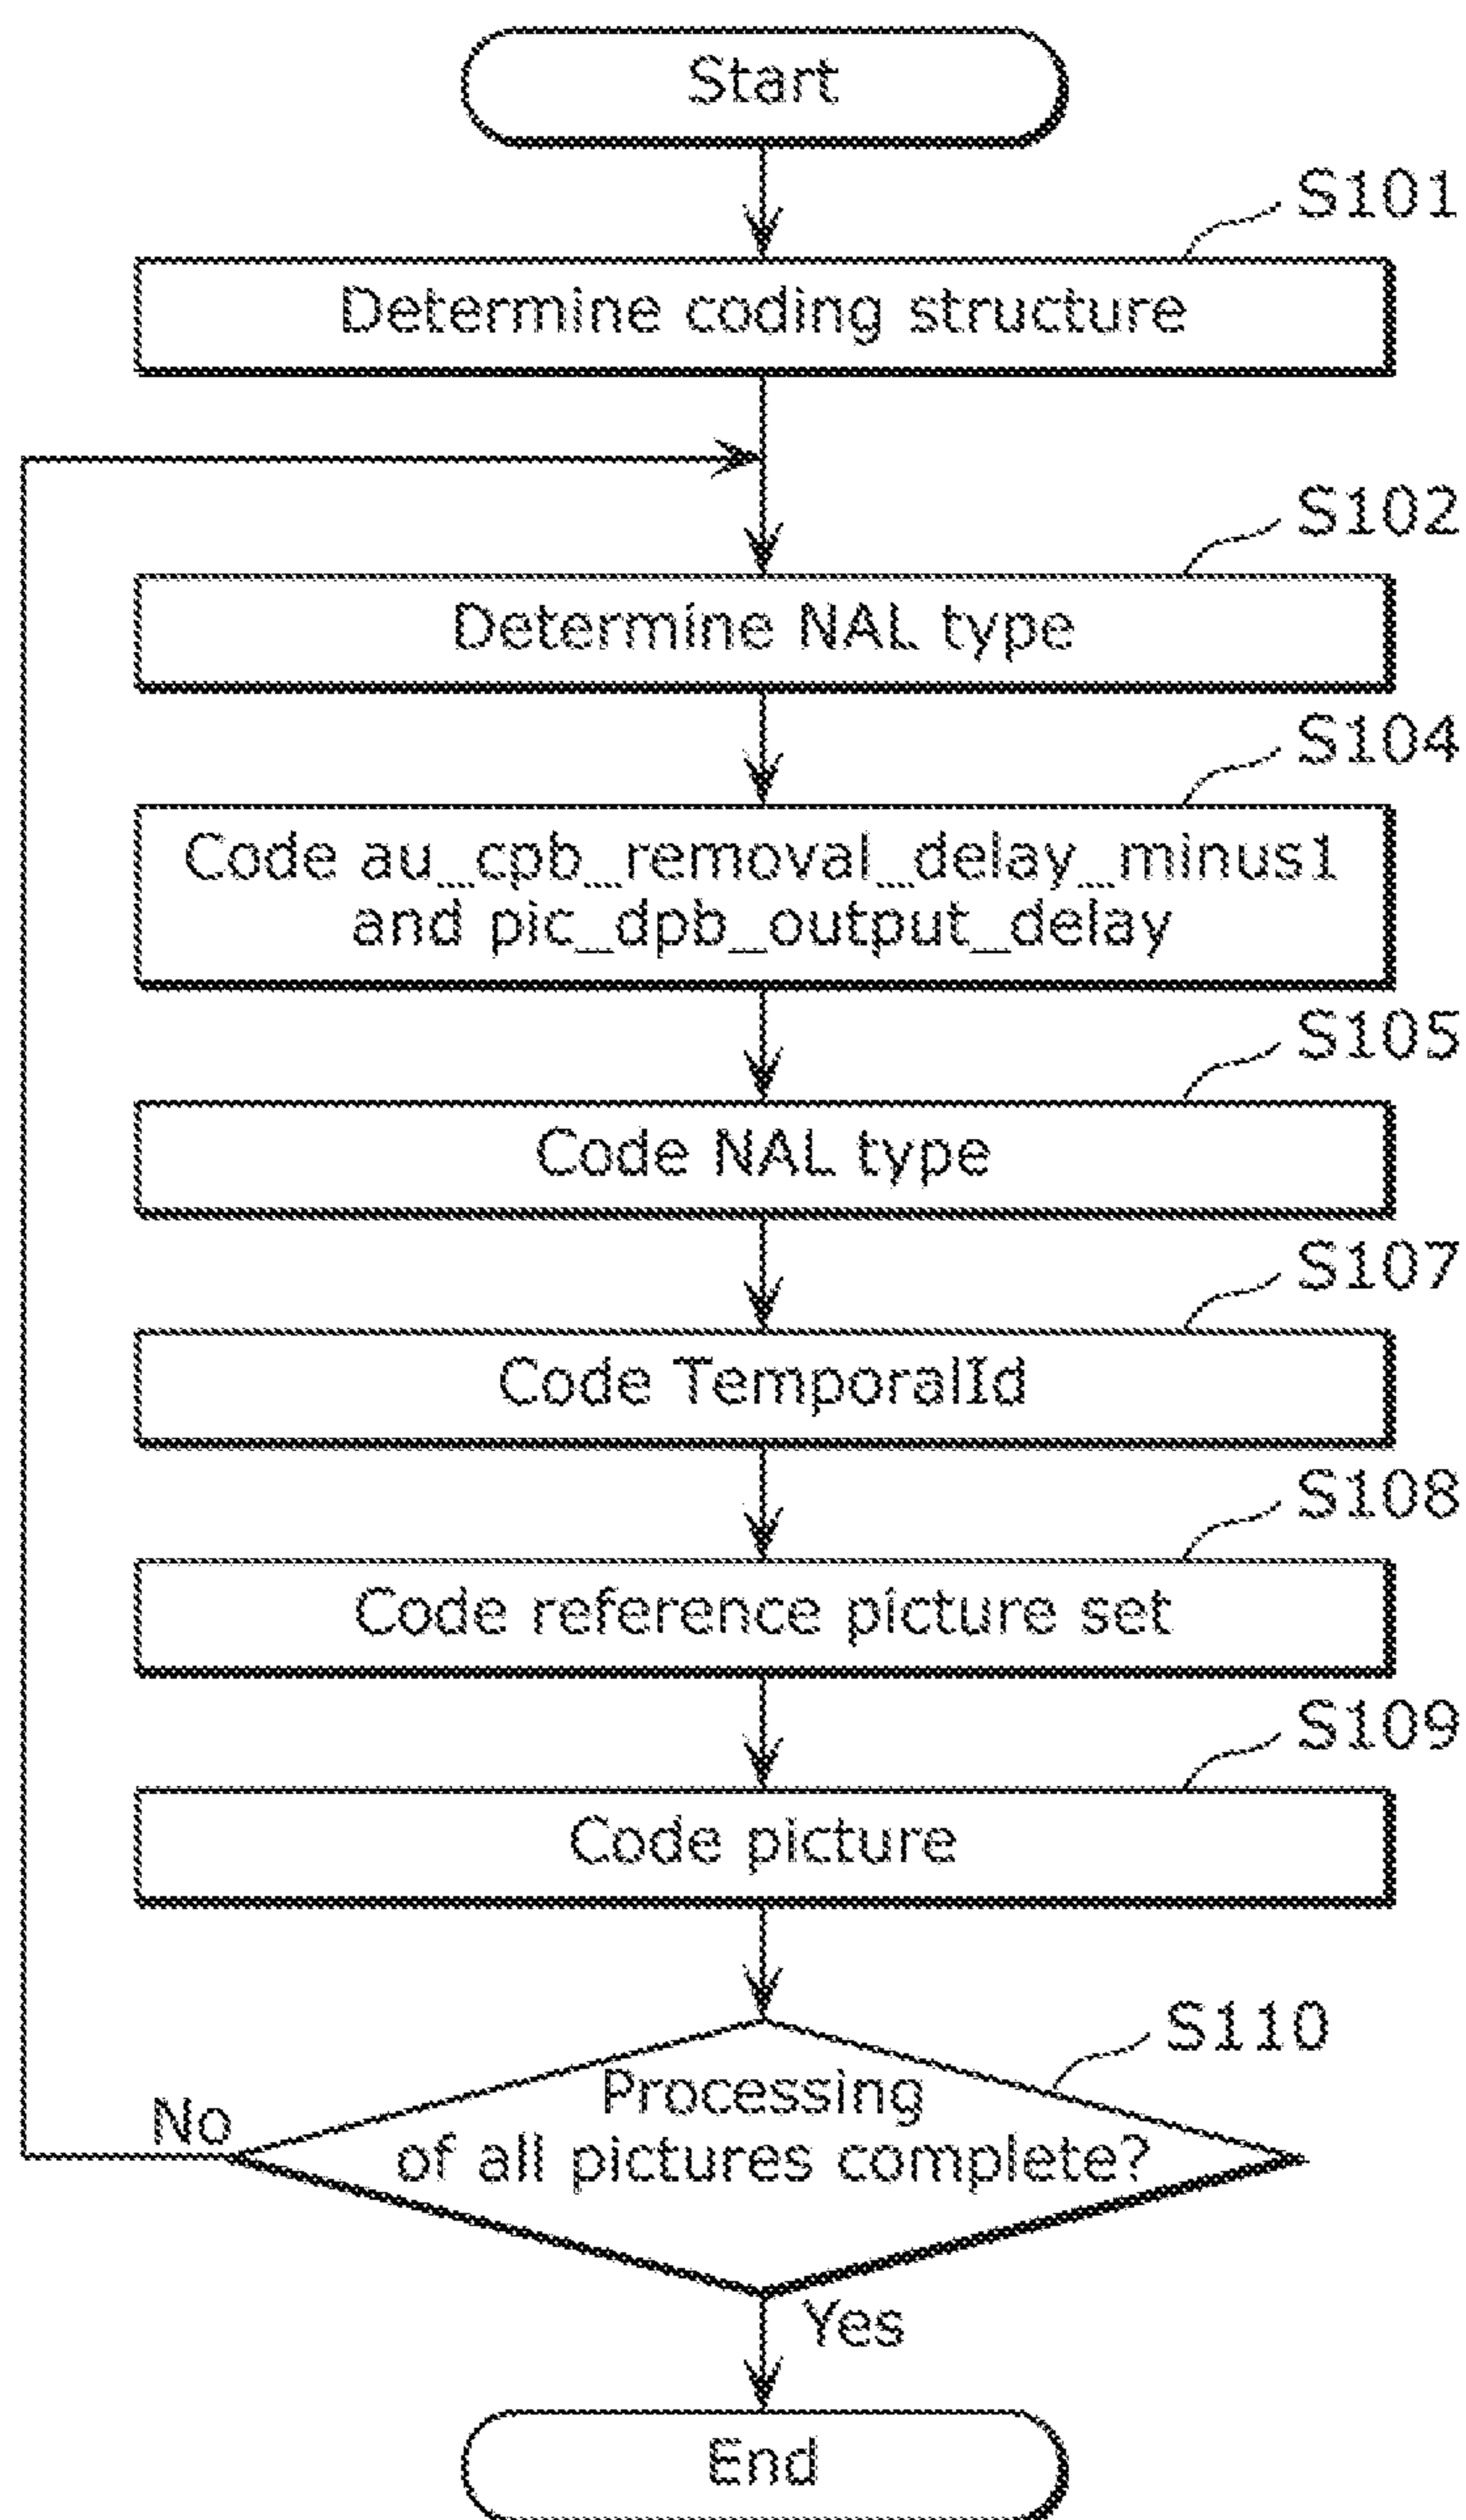 Start
S101
Determine coding structure
S102
Determine NAL type
S104
Code au_cpb_removal_delay_minus1
and pic_dpb_output_delay
S105
Code NAL type
S107
Code TemporalId
S108
Code reference picture set
S109
Code picture
S110
Processing
of all pictures complete?
No
Yes
End